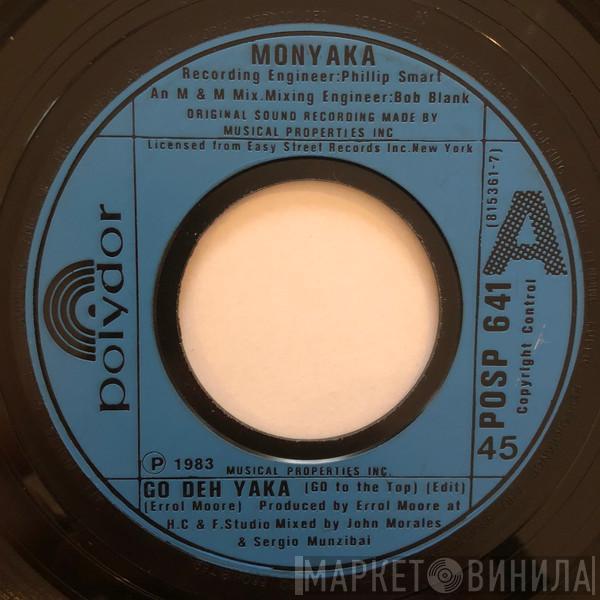 MONYAKA
Recording Engineer:Phillip Smart
An M & M Mix.Mixing Engineer:Bob Blank
ORIGINAL SOUND RECORDING MADE BY
MUSICAL PROPERTIES INC
Licensed from Easy Street Records Inc.New York
polydor
A
(815361-7)
POSP 641
Copyright Control
45
P 1983
MUSICAL PROPERTIES INC.
GO DEH YAKA (GO to the Top) (Edit)
(Errol Moore) Produced by Errol Moore at
H.C & F.Studio Mixed by John Morales
& Sergio Munzibai
МАРКЕТ ВИНИЛА